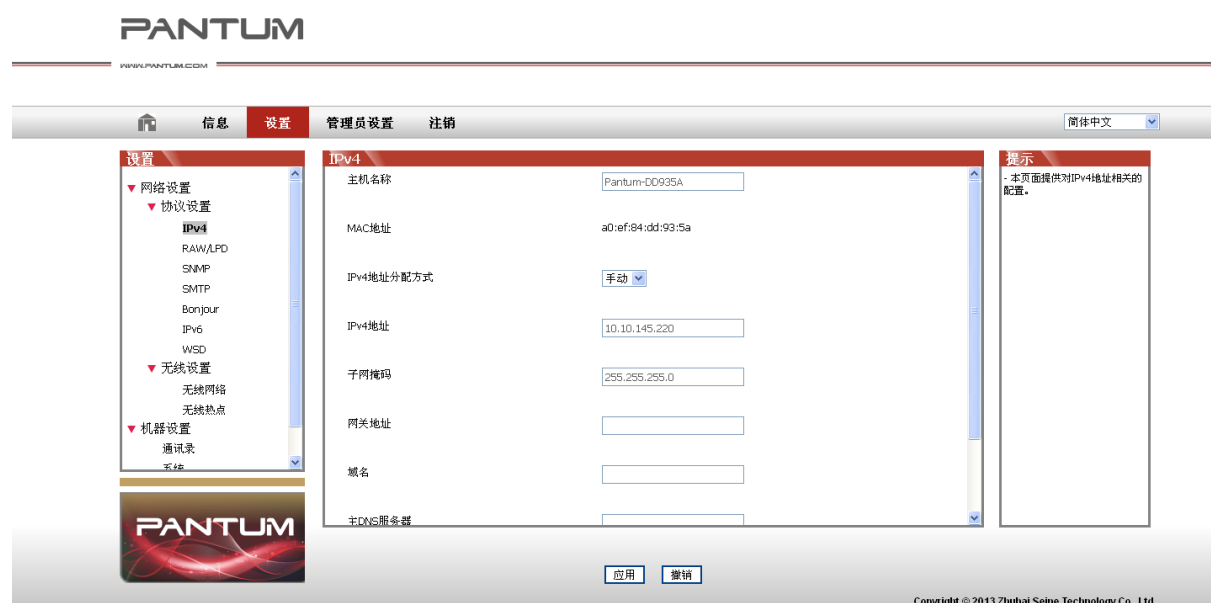 PANTUM
WWW.PANTUM.COM
信息 设置 管理员设置 注销 简体中文
设置
网络设置
协议设置
IPv4
RAW/LPD
SNMP
SMTP
Bonjour
IPv6
WSD
无线设置
无线网络
无线热点
机器设置
通讯录
系统
PANTUM
IPv4
主机名称 Pantum-DD935A
MAC地址 a0:ef:84:dd:93:5a
IPv4地址分配方式 手动
IPv4地址 10.10.145.220
子网掩码 255.255.255.0
网关地址
域名
主DNS服务器
应用 撤销
提示
- 本页面提供对IPv4地址相关的
配置。
Copyright © 2013 Zhuhai Seine Technology Co., Ltd